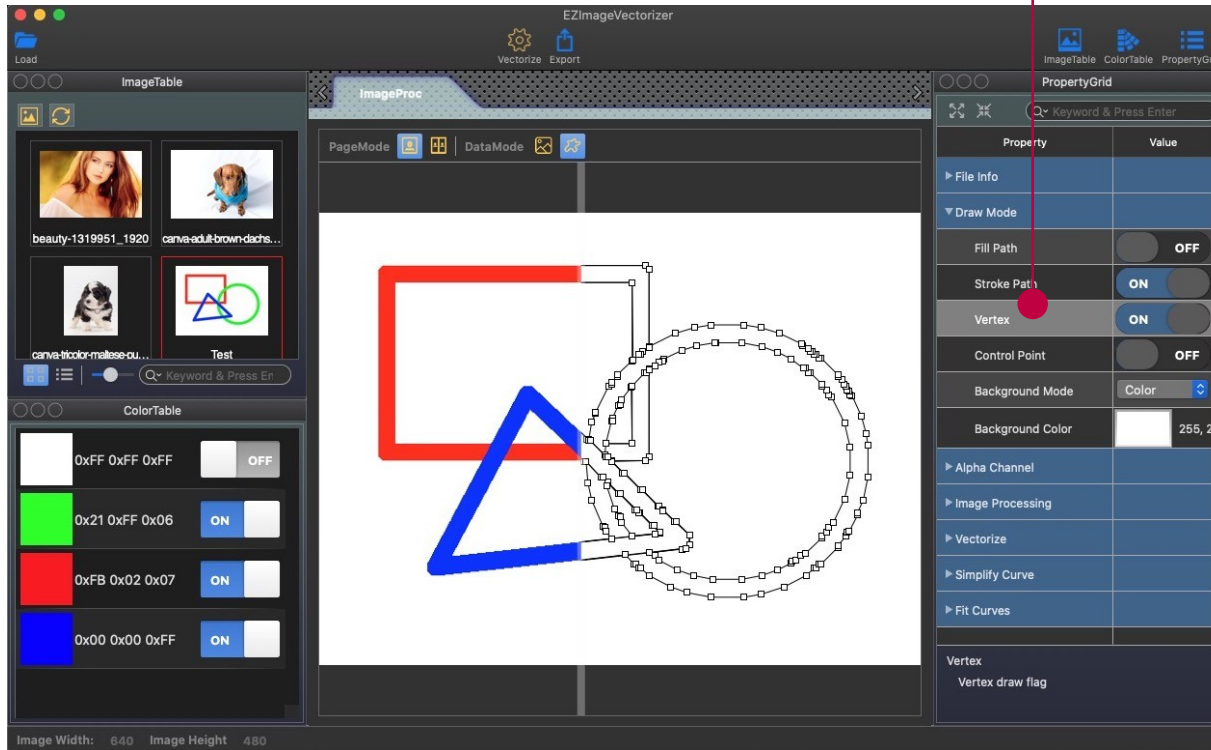 EZImageVectorizer
Load
Vectorize Export
ImageTable ColorTable PropertyGr
ImageTable
beauty-1319951_1920
canva-adult-brown-dachs...
canva-tricolor-maltese-pu...
Test
Keyword & Press En
ColorTable
0xFF 0xFF 0xFF OFF
0x21 0xFF 0x06 ON
0xFB 0x02 0x07 ON
0x00 0x00 0xFF ON
ImageProc
PageMode DataMode
PropertyGrid
Keyword & Press Enter
Property Value
File Info
Draw Mode
Fill Path OFF
Stroke Path ON
Vertex ON
Control Point OFF
Background Mode Color
Background Color 255, 2
Alpha Channel
Image Processing
Vectorize
Simplify Curve
Fit Curves
Vertex
Vertex draw flag
Image Width: 640 Image Height 480